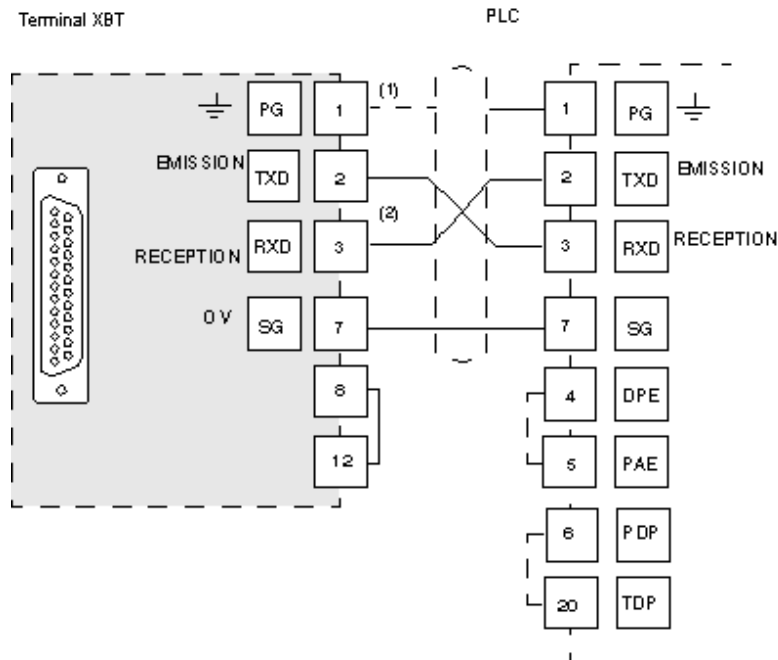 Terminal XBT
PLC
PG 1 (1) 1 PG
EMISSION TXD 2 2 TXD EMISSION
(2)
RECEPTION RXD 3 3 RXD RECEPTION
0 V SG 7 7 SG
8 4 DPE
12 5 PAE
6 PDP
20 TDP